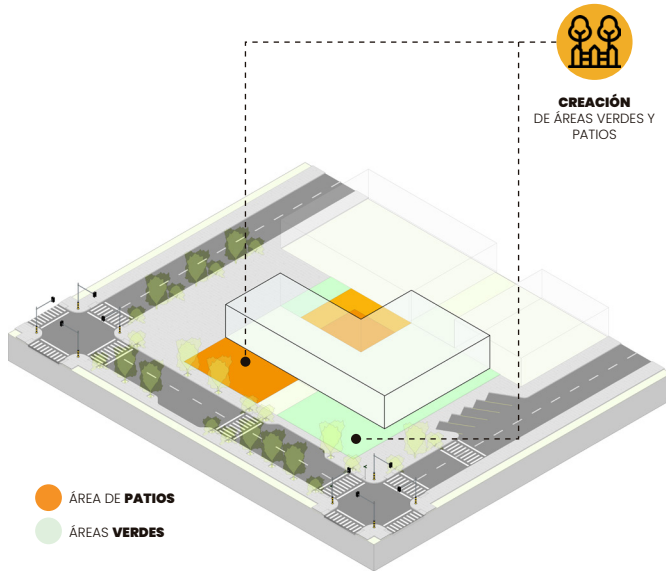 CREACIÓN
DE ÁREAS VERDES Y
PATIOS
ÁREA DE PATIOS
ÁREAS VERDES